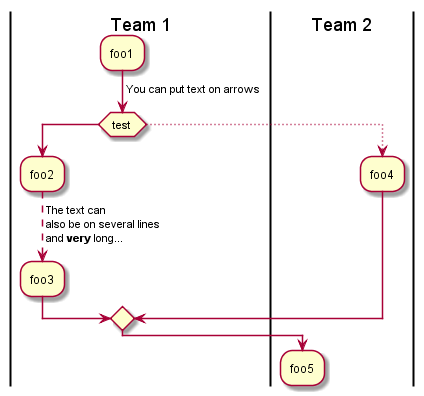 Team 1
Team 2
foo1
You can put text on arrows
test
foo2
foo4
The text can
also be on several lines
and very long...
foo3
foo5